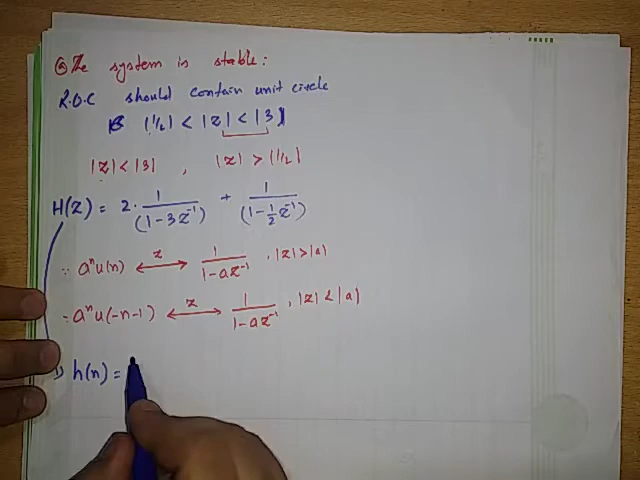 ⓐ The system is stable:
R.O.C should contain unit circle
|1/2| < |z| < |3|
|z| < |3| , |z| > |1/2|
H(z) = 2 · 1/(1-3z⁻¹) + 1/(1-½z⁻¹)
∵ aⁿu(n) ⟷ᶻ 1/(1-az⁻¹) , |z|>|a|
-aⁿu(-n-1) ⟷ᶻ 1/(1-az⁻¹) , |z|<|a|
h(n) =